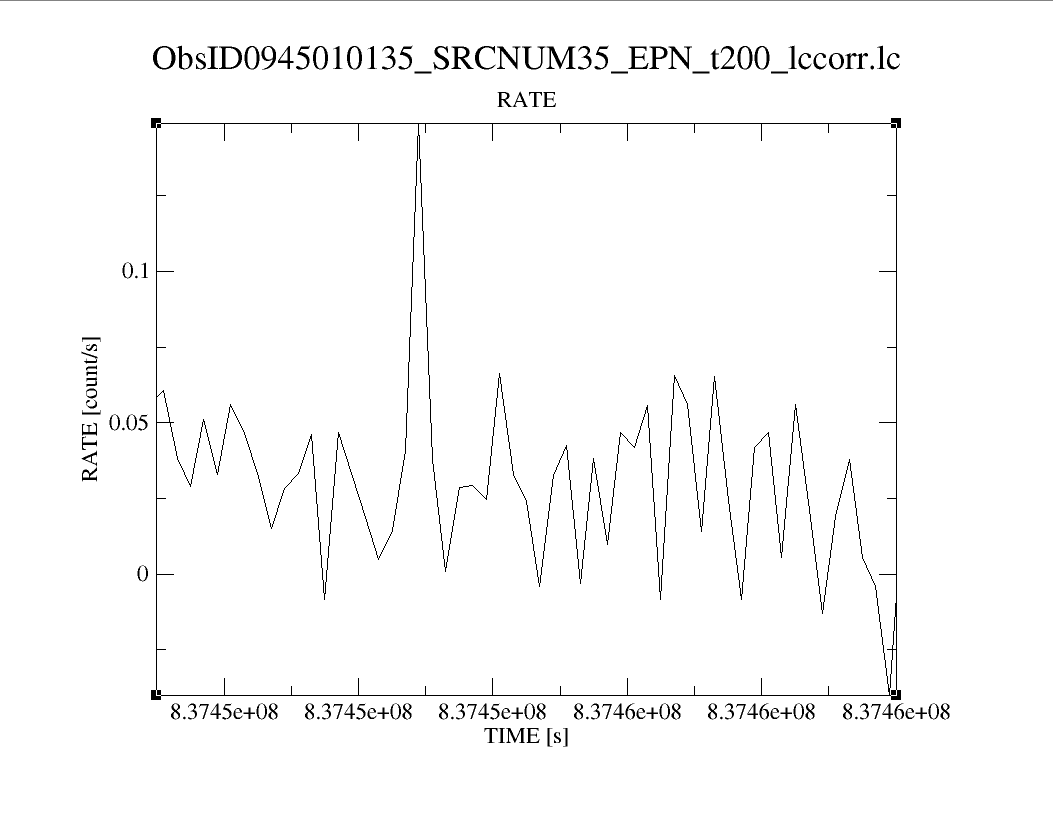 ObsID0945010135_SRCNUM35_EPN_t200_lccorr.lc
RATE
0.1
0.05
0
RATE [count/s]
8.3745e+08 8.3745e+08 8.3745e+08 8.3746e+08 8.3746e+08 8.3746e+08
TIME [s]